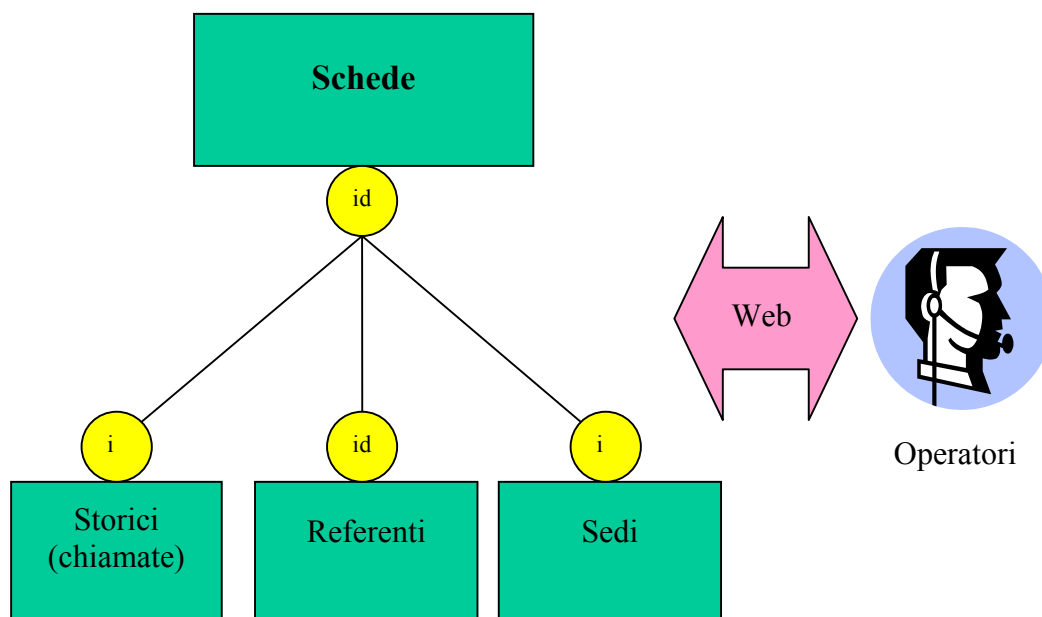 Schede
id
Web
i
id
i
Operatori
Storici
(chiamate)
Referenti
Sedi